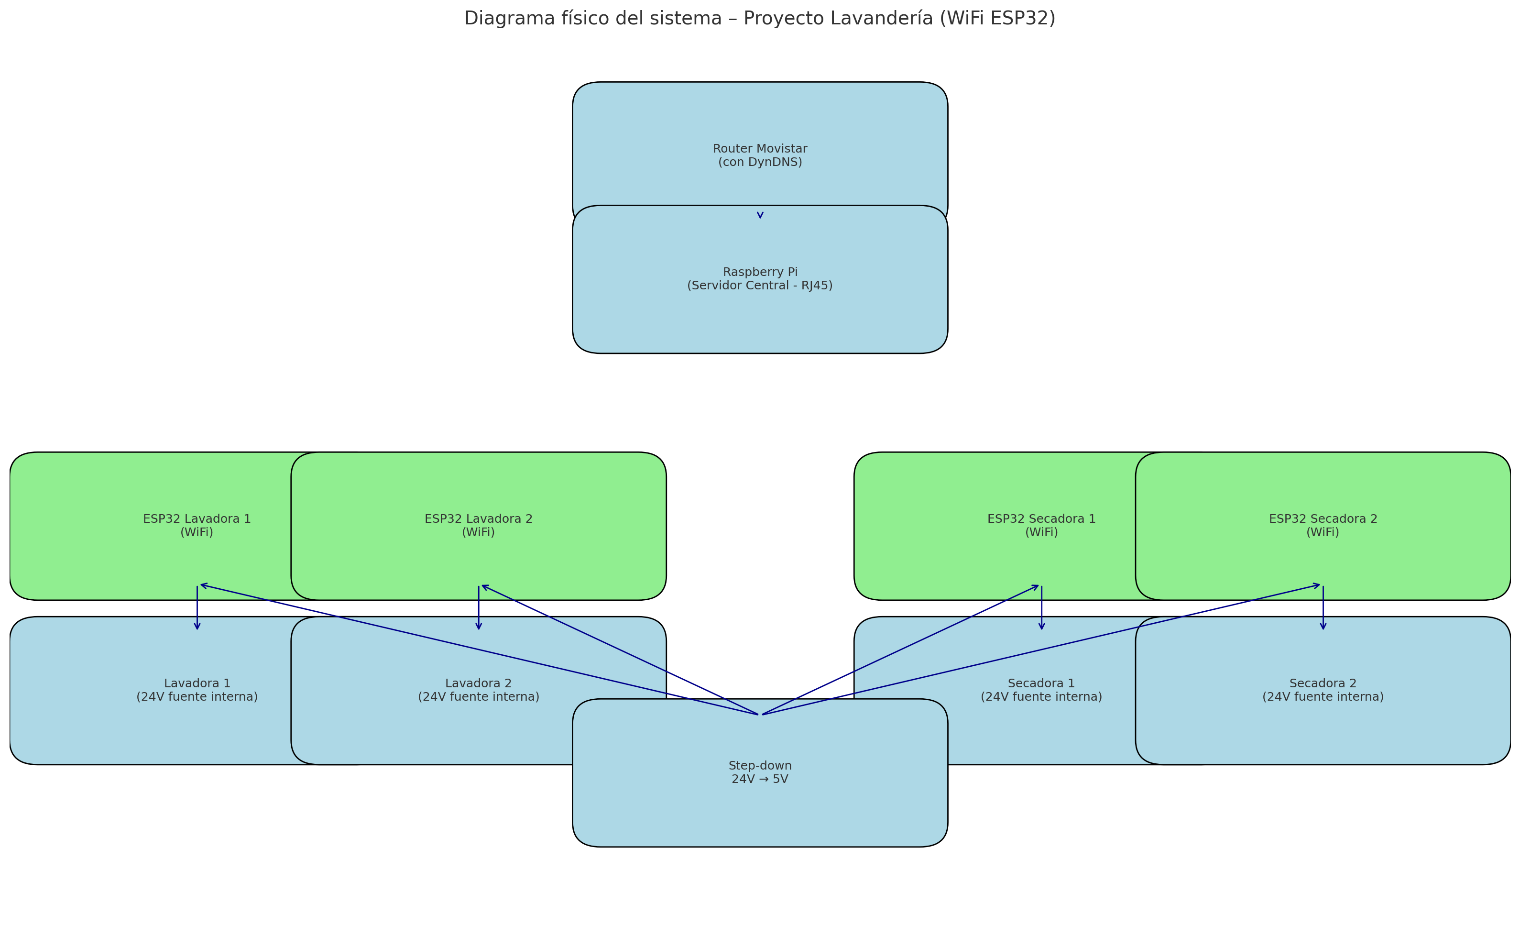 Diagrama físico del sistema – Proyecto Lavandería (WiFi ESP32)
Router Movistar
(con DynDNS)
Raspberry Pi
(Servidor Central - RJ45)
ESP32 Lavadora 1
(WiFi)
ESP32 Lavadora 2
(WiFi)
ESP32 Secadora 1
(WiFi)
ESP32 Secadora 2
(WiFi)
Lavadora 1
(24V fuente interna)
Lavadora 2
(24V fuente interna)
Secadora 1
(24V fuente interna)
Secadora 2
(24V fuente interna)
Step-down
24V → 5V